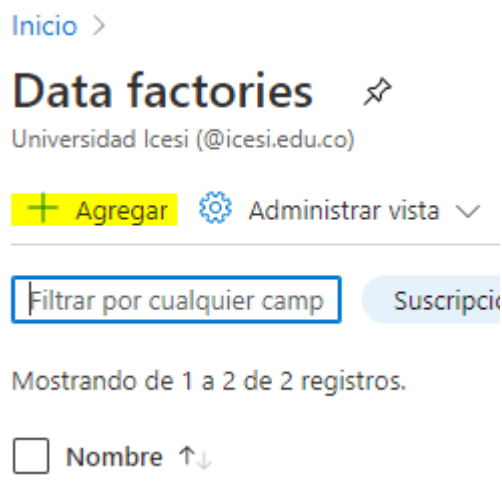 Inicio >
Data factories
Universidad Icesi (@icesi.edu.co)
+ Agregar Administrar vista
Filtrar por cualquier camp Suscripci
Mostrando de 1 a 2 de 2 registros.
Nombre ↑↓